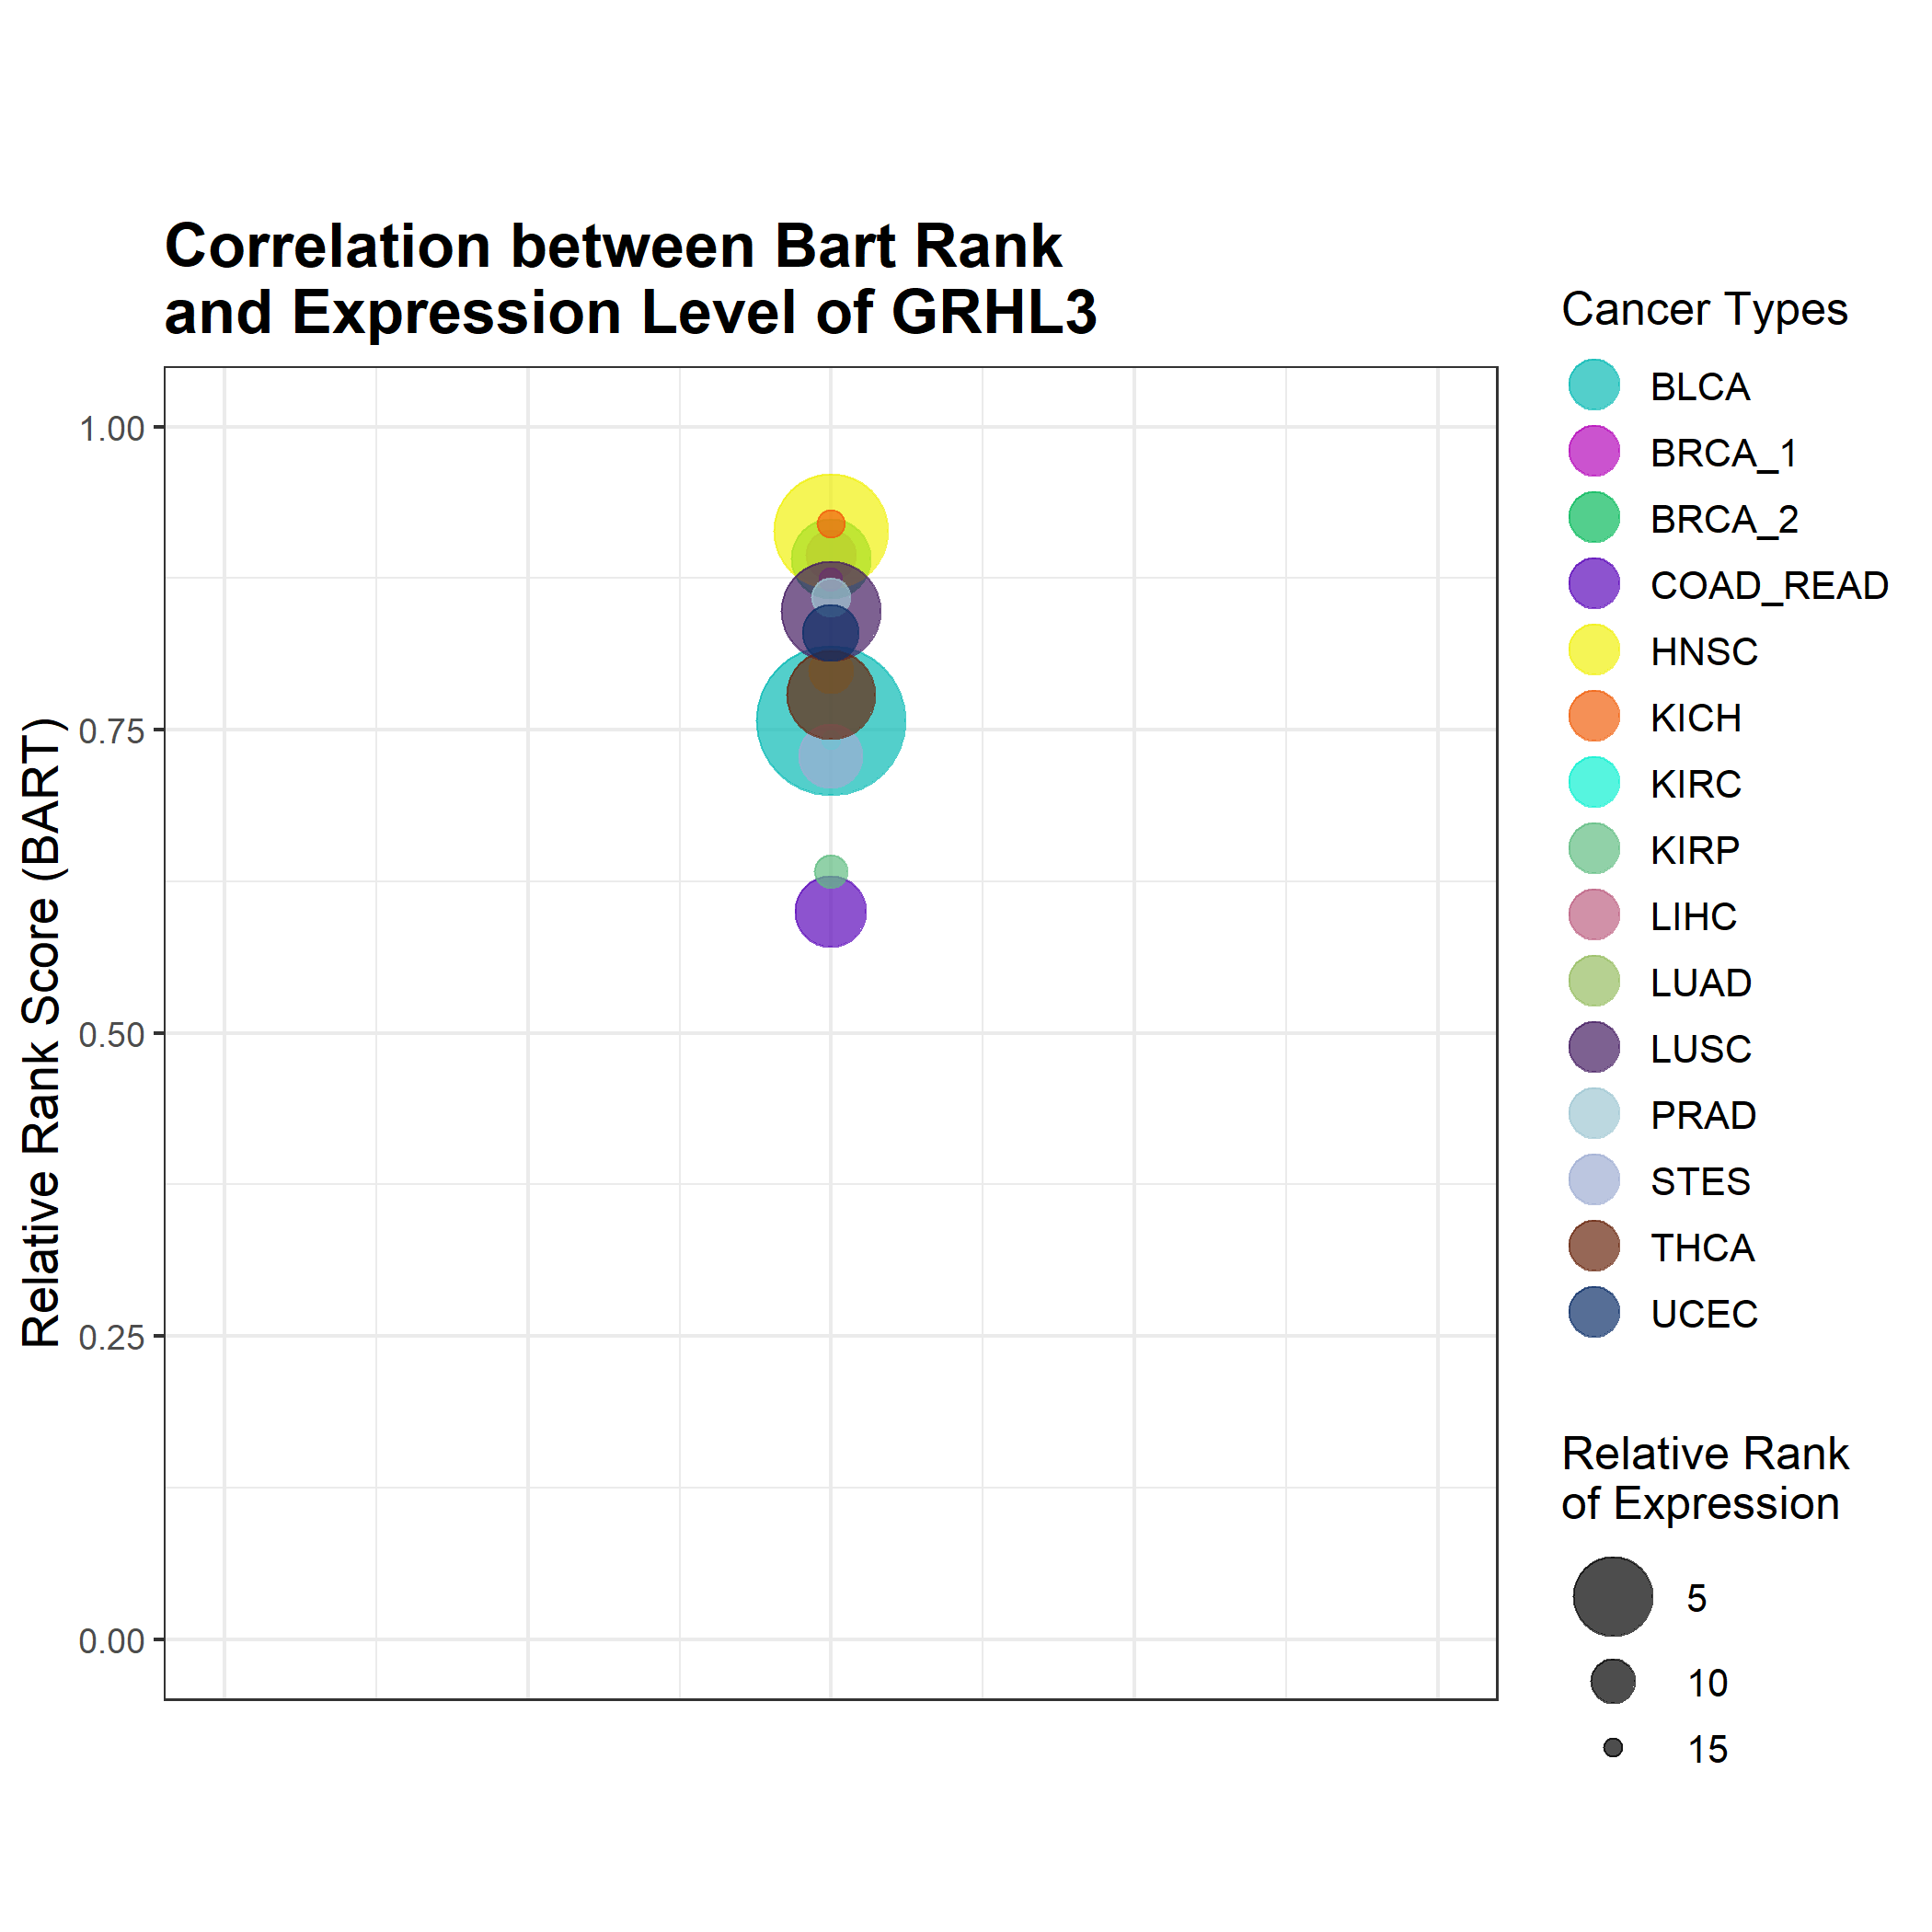 Correlation between Bart Rank
and Expression Level of GRHL3
Relative Rank Score (BART)
1.00
0.75
0.50
0.25
0.00
Cancer Types
BLCA
BRCA_1
BRCA_2
COAD_READ
HNSC
KICH
KIRC
KIRP
LIHC
LUAD
LUSC
PRAD
STES
THCA
UCEC
Relative Rank
of Expression
5
10
15